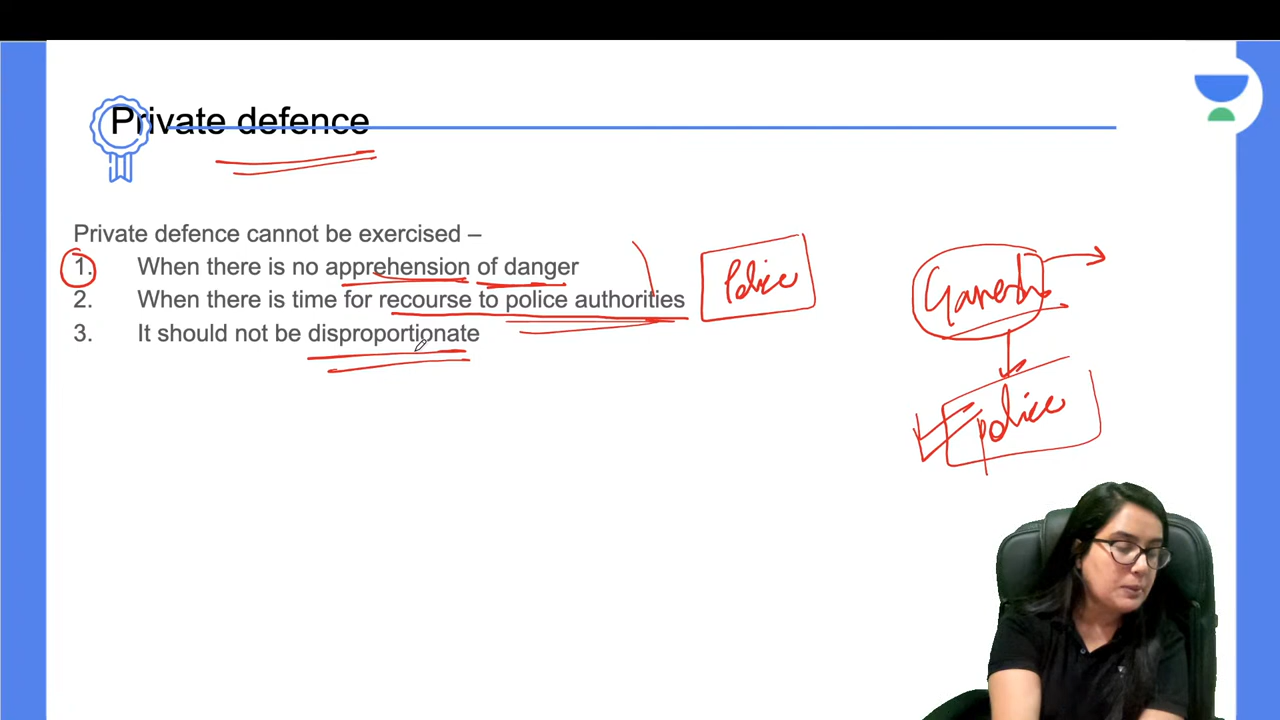 Private defence
Private defence cannot be exercised –
1. When there is no apprehension of danger
2. When there is time for recourse to police authorities
3. It should not be disproportionate
Police
Ganesh
police